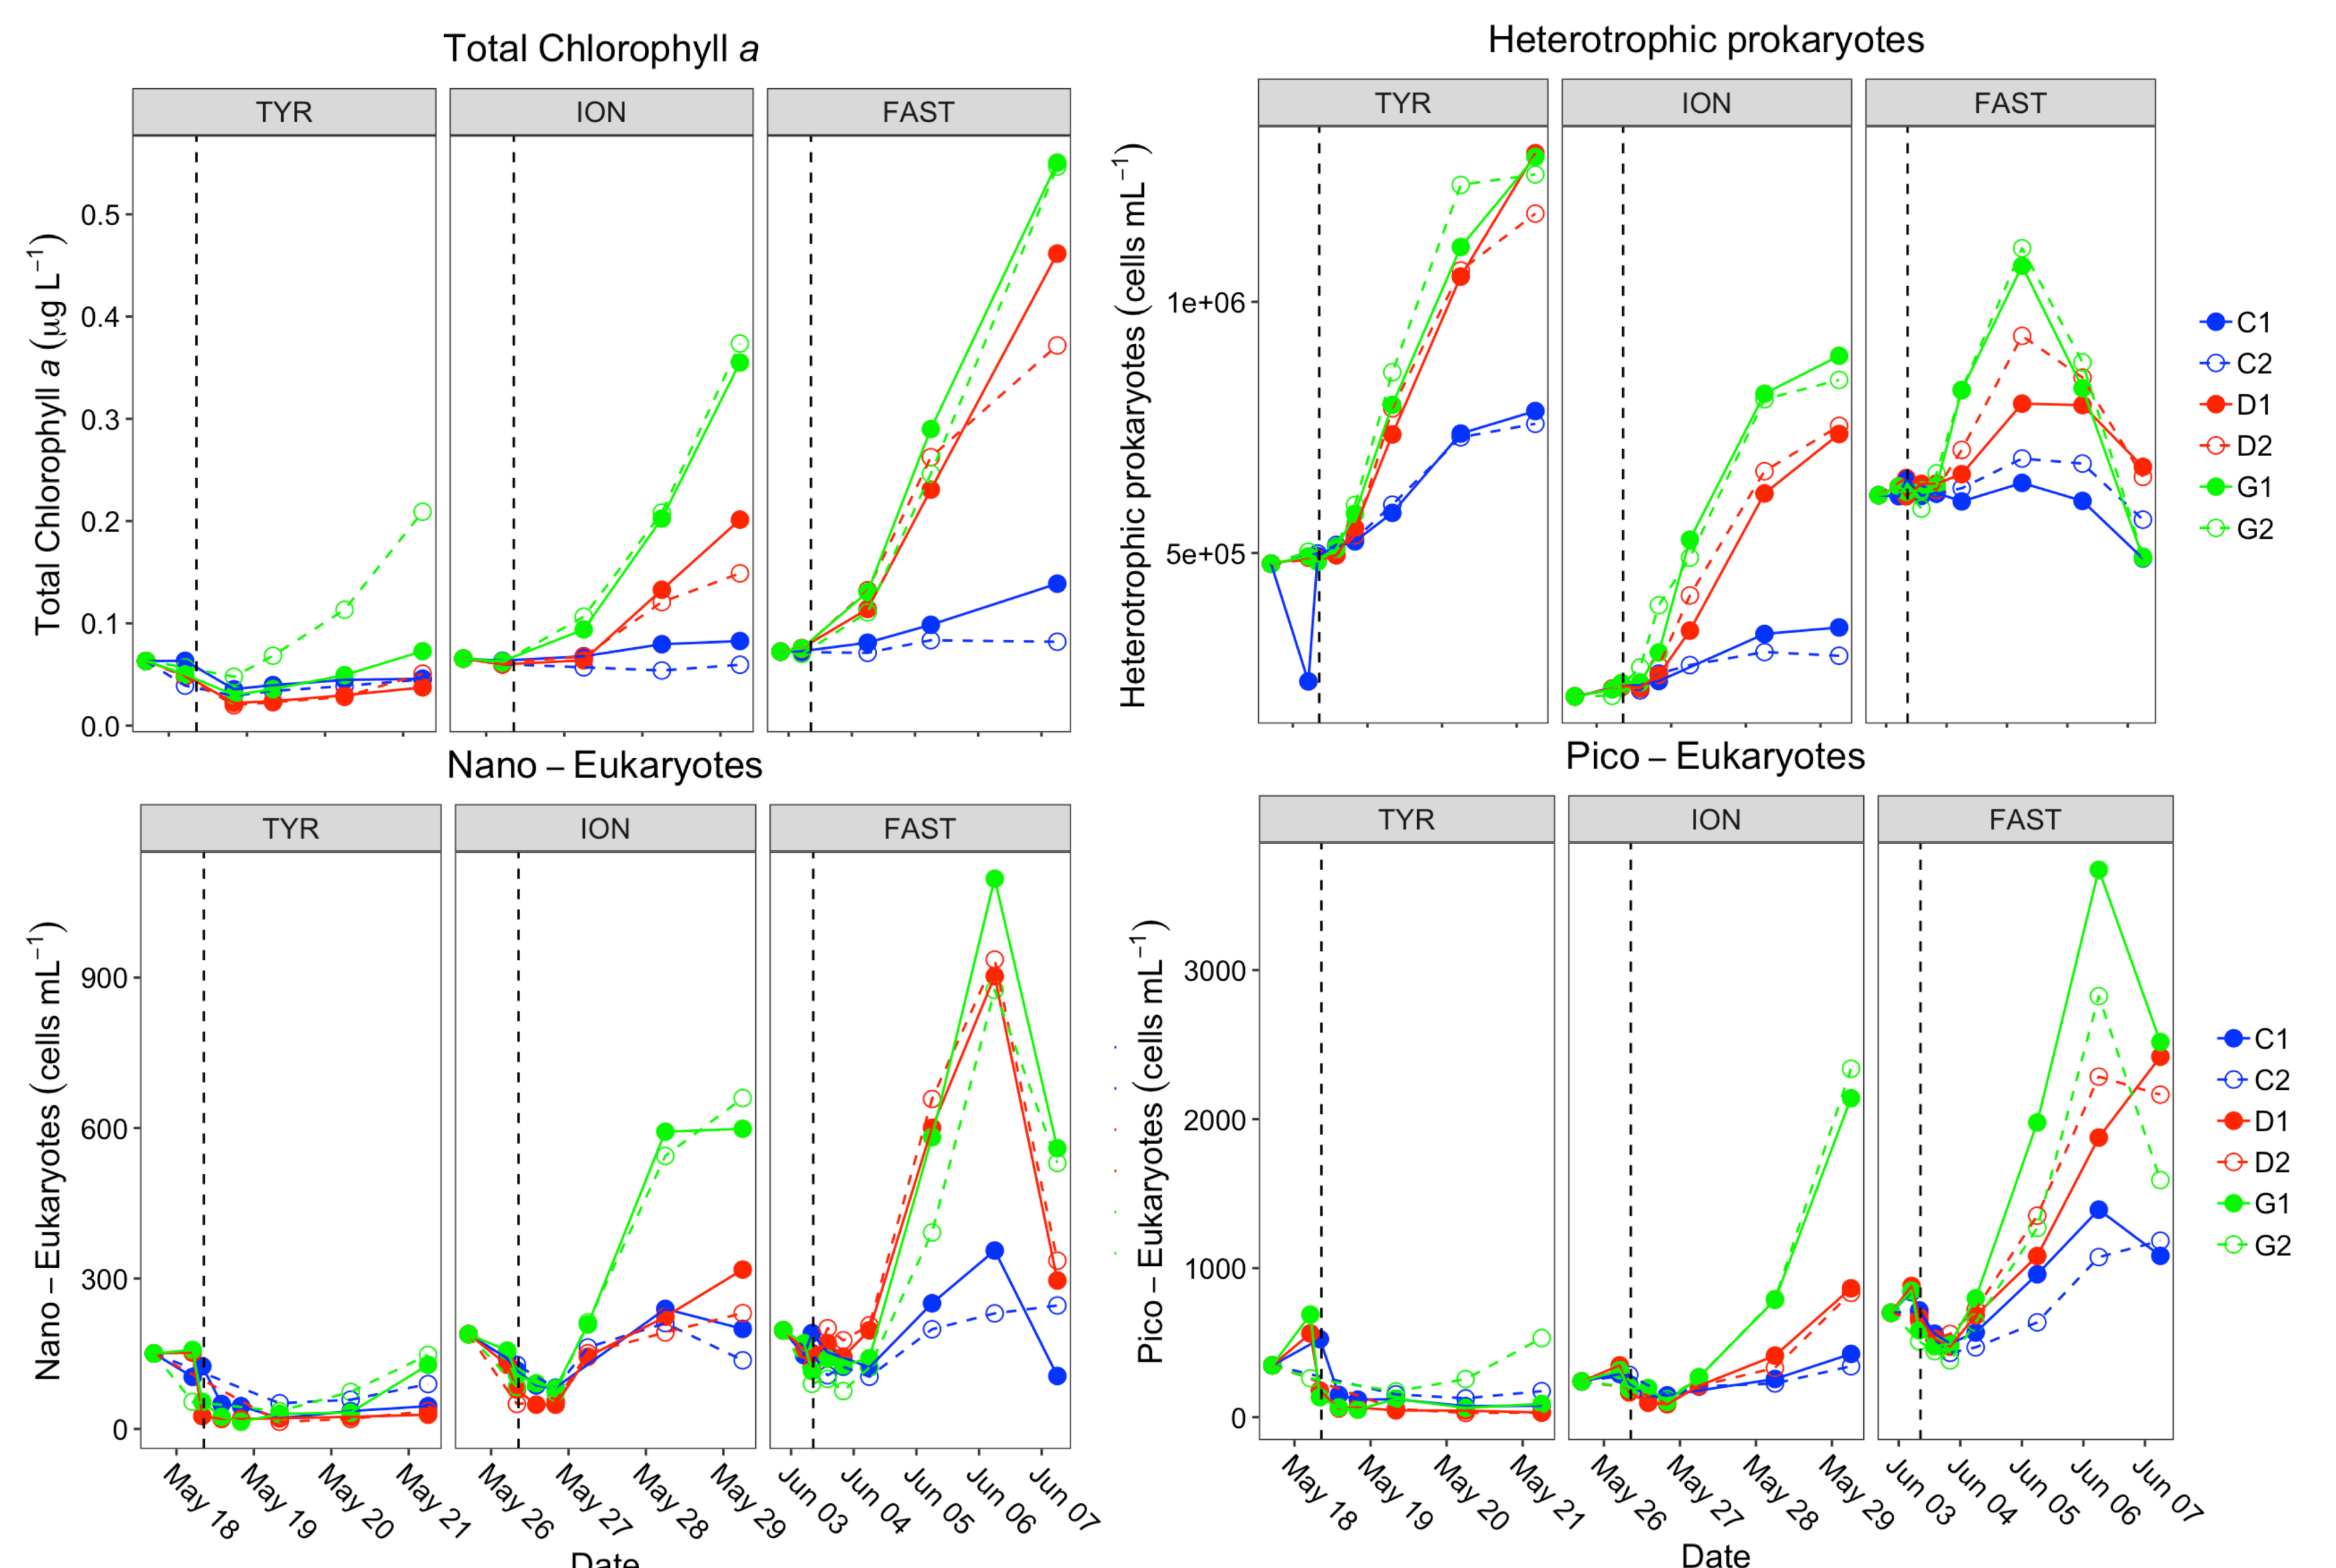 Total Chlorophyll a
TYR ION FAST
Total Chlorophyll a (µg L⁻¹)
0.5
0.4
0.3
0.2
0.1
0.0
Heterotrophic prokaryotes
TYR ION FAST
Heterotrophic prokaryotes (cells mL⁻¹)
1e+06
5e+05
C1
C2
D1
D2
G1
G2
Nano – Eukaryotes
TYR ION FAST
Nano – Eukaryotes (cells mL⁻¹)
900
600
300
0
May 18 May 19 May 20 May 21 May 26 May 27 May 28 May 29 Jun 03 Jun 04 Jun 05 Jun 06 Jun 07
Date
Pico – Eukaryotes
TYR ION FAST
Pico – Eukaryotes (cells mL⁻¹)
3000
2000
1000
0
May 18 May 19 May 20 May 21 May 26 May 27 May 28 May 29 Jun 03 Jun 04 Jun 05 Jun 06 Jun 07
Date
C1
C2
D1
D2
G1
G2